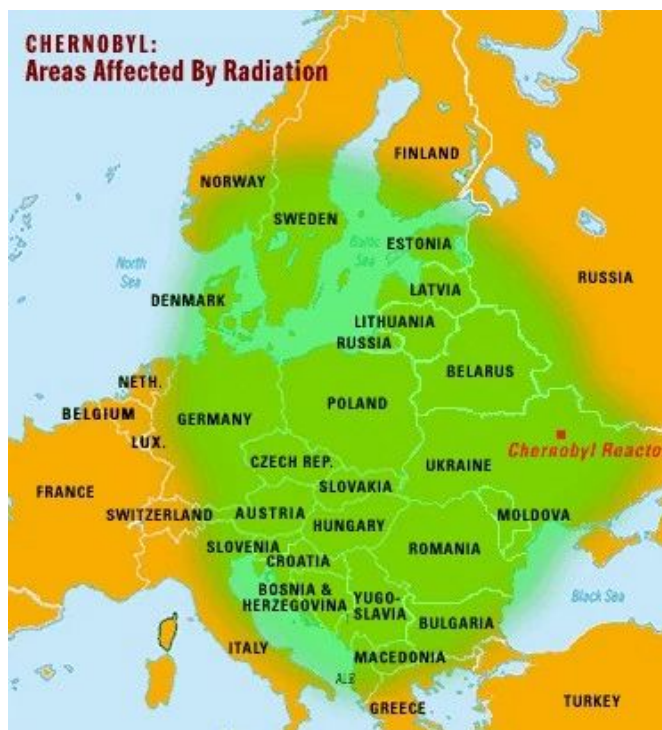 CHERNOBYL:
Areas Affected By Radiation
FINLAND
NORWAY
SWEDEN
Baltic
Sea
ESTONIA
North
Sea
RUSSIA
LATVIA
DENMARK
LITHUANIA
RUSSIA
BELARUS
NETH.
POLAND
BELGIUM
GERMANY
LUX.
Chernobyl Reacto
CZECH REP.
UKRAINE
SLOVAKIA
FRANCE
SWITZERLAND
AUSTRIA
MOLDOVA
HUNGARY
SLOVENIA
ROMANIA
CROATIA
BOSNIA &
HERZEGOVINA
YUGO-
SLAVIA
Black Sea
BULGARIA
ITALY
MACEDONIA
ALB
GREECE
TURKEY